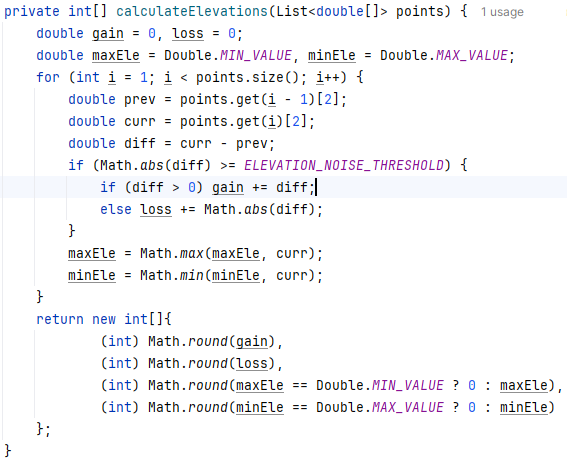 private int[] calculateElevations(List<double[]> points) { 1 usage
    double gain = 0, loss = 0;
    double maxEle = Double.MIN_VALUE, minEle = Double.MAX_VALUE;
    for (int i = 1; i < points.size(); i++) {
        double prev = points.get(i - 1)[2];
        double curr = points.get(i)[2];
        double diff = curr - prev;
        if (Math.abs(diff) >= ELEVATION_NOISE_THRESHOLD) {
            if (diff > 0) gain += diff;
            else loss += Math.abs(diff);
        }
        maxEle = Math.max(maxEle, curr);
        minEle = Math.min(minEle, curr);
    }
    return new int[]{
            (int) Math.round(gain),
            (int) Math.round(loss),
            (int) Math.round(maxEle == Double.MIN_VALUE ? 0 : maxEle),
            (int) Math.round(minEle == Double.MAX_VALUE ? 0 : minEle)
    };
}